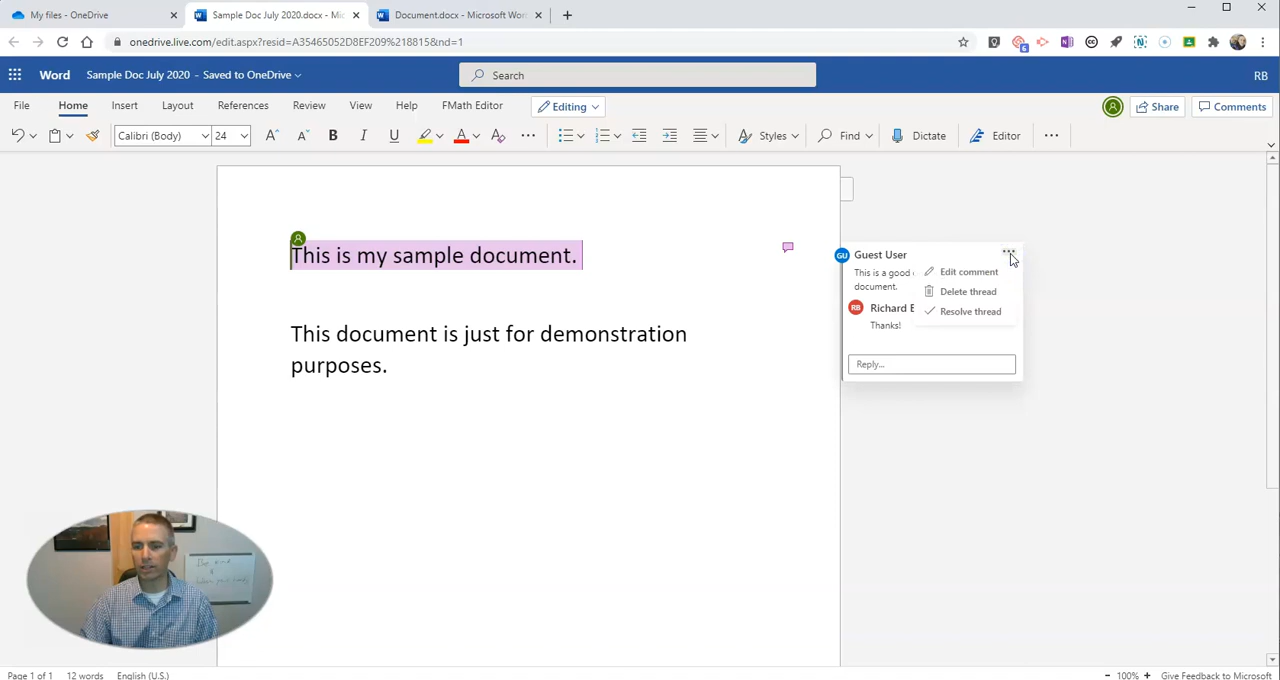 My files - OneDrive
Sample Doc July 2020.docx - Mic
Document.docx - Microsoft Wor
onedrive.live.com/edit.aspx?resid=A35465052D8EF209%218815&nd=1
6
Word Sample Doc July 2020 - Saved to OneDrive Search RB
File Home Insert Layout References Review View Help FMath Editor Editing Share Comments
Calibri (Body) 24 A A B I U A A Styles Find Dictate Editor
This is my sample document.
This document is just for demonstration
purposes.
GU Guest User
This is a good
document.
Edit comment
Delete thread
Resolve thread
RB Richard
Thanks!
Reply...
Page 1 of 1 12 words English (U.S.) - 100% + Give Feedback to Microsoft